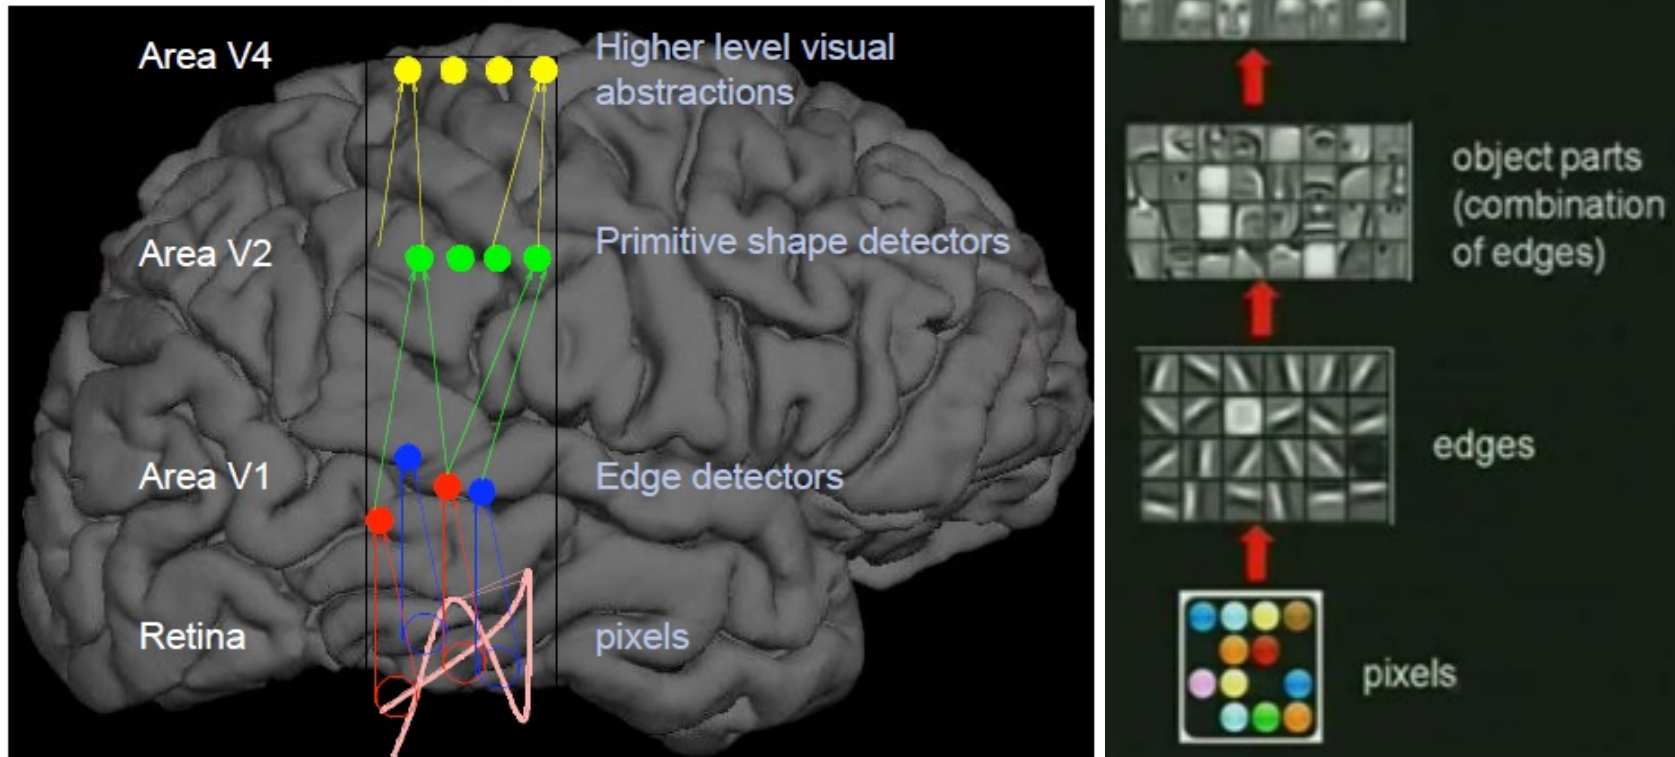 Area V4
Higher level visual
abstractions
Area V2
Primitive shape detectors
Area V1
Edge detectors
Retina
pixels
object parts
(combination
of edges)
edges
pixels